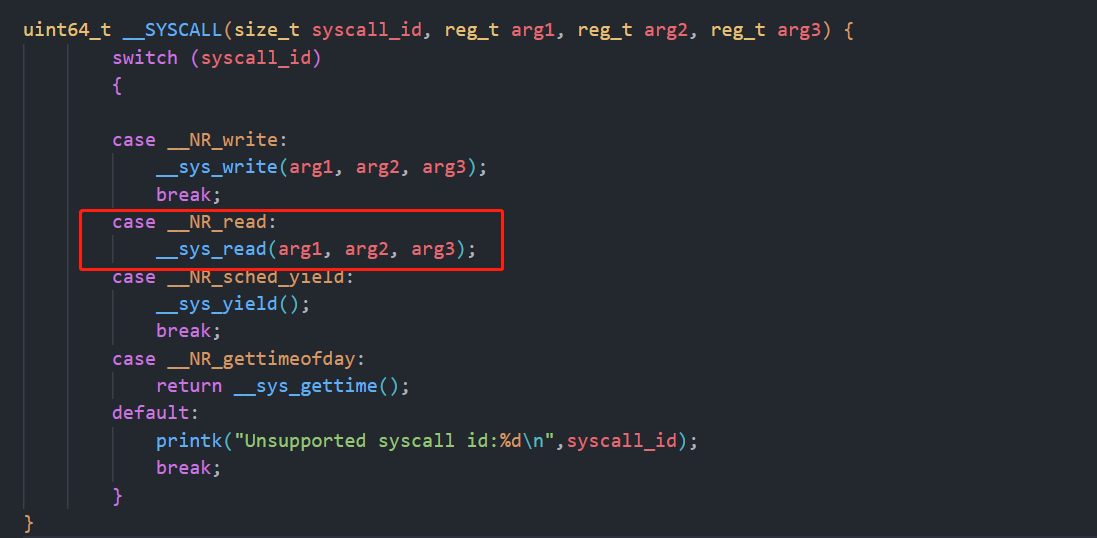 uint64_t __SYSCALL(size_t syscall_id, reg_t arg1, reg_t arg2, reg_t arg3) {
switch (syscall_id)
{
case __NR_write:
__sys_write(arg1, arg2, arg3);
break;
case __NR_read:
__sys_read(arg1, arg2, arg3);
case __NR_sched_yield:
__sys_yield();
break;
case __NR_gettimeofday:
return __sys_gettime();
default:
printk("Unsupported syscall id:%d\n",syscall_id);
break;
}
}